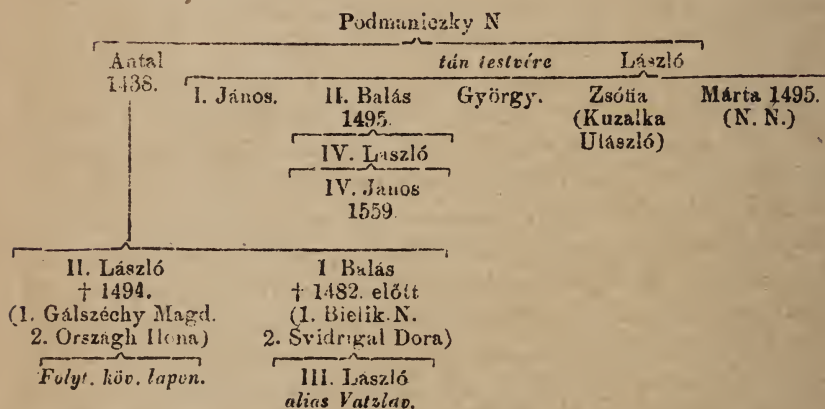 Podmaniczky N
Antal tán testvére László
1438.
I. János. II. Balás György. Zsófia Márta 1495.
1495. (Kuzalka (N. N.)
Ulászló)
IV. László
IV. János
1559.
II. László I Balás
† 1494. † 1482. előtt
(1. Gálszéchy Magd. (1. Bielik N.
2. Országh Ilona) 2. Svidrigal Dora)
Folyt. köv. lapon. III. László
alias Vatzlav.